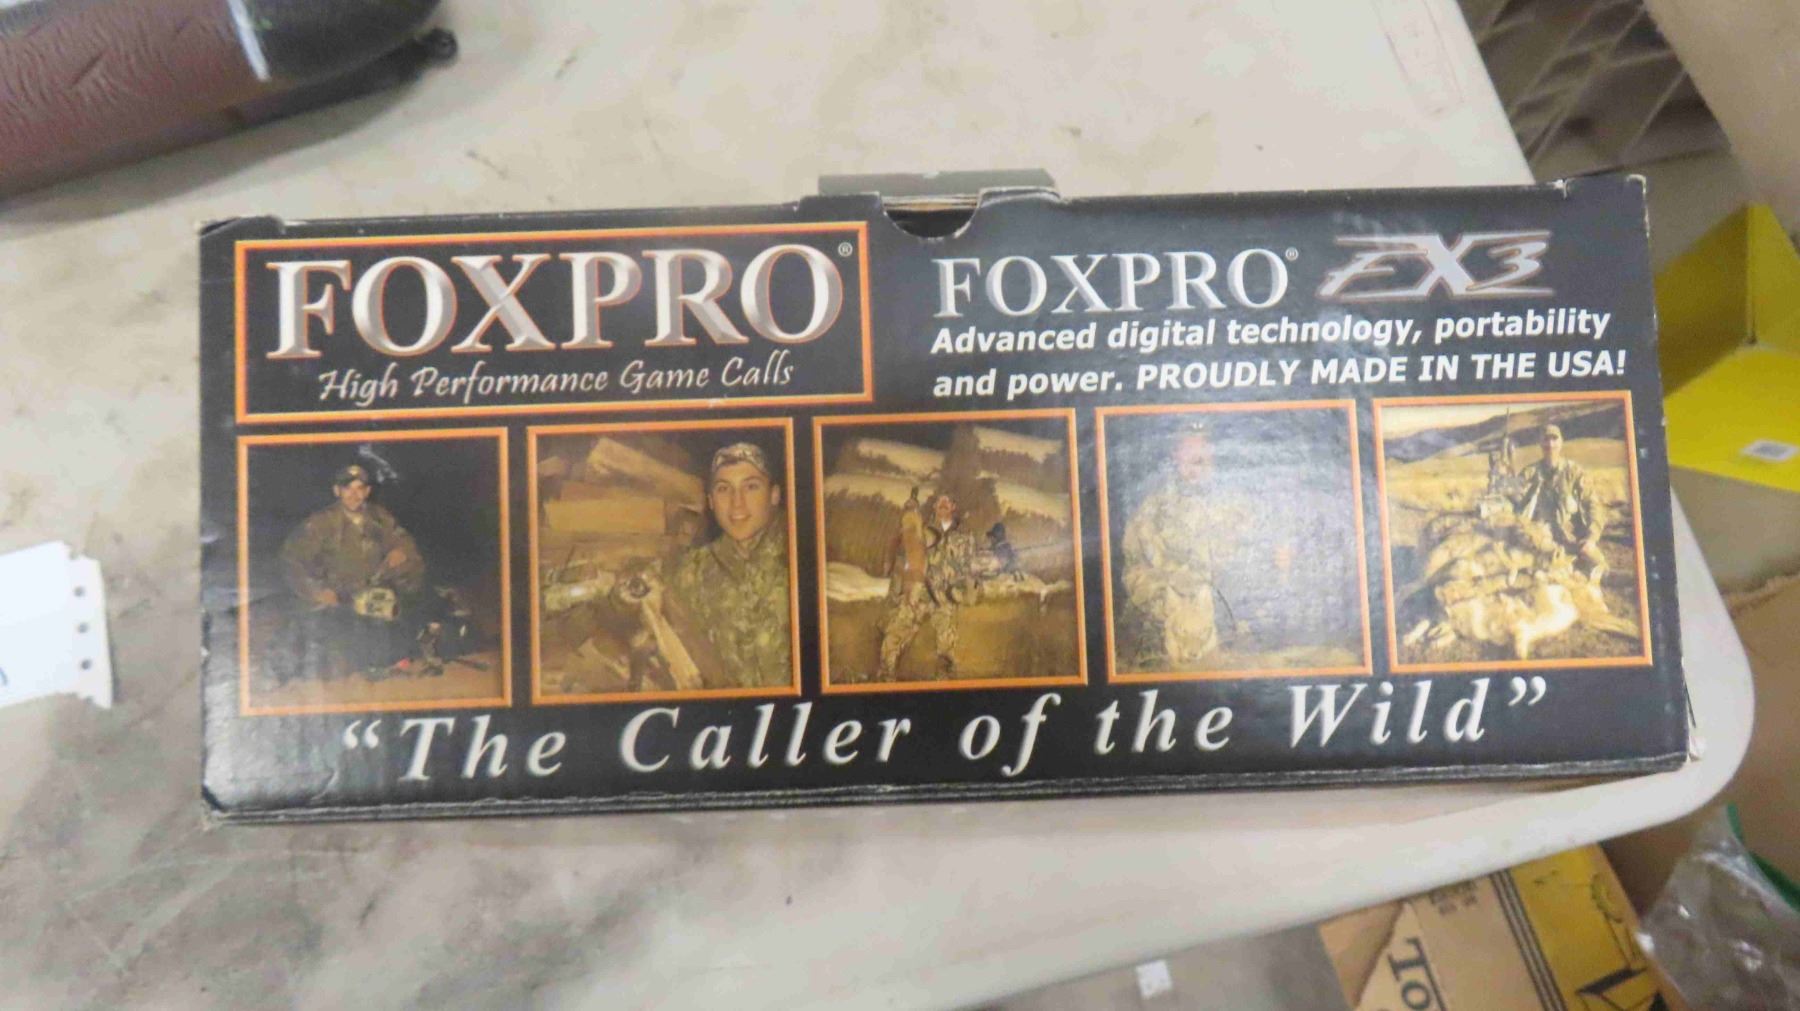 FOXPRO®
High Performance Game Calls
FOXPRO® FX3
Advanced digital technology, portability
and power. PROUDLY MADE IN THE USA!
“The Caller of the Wild”
To